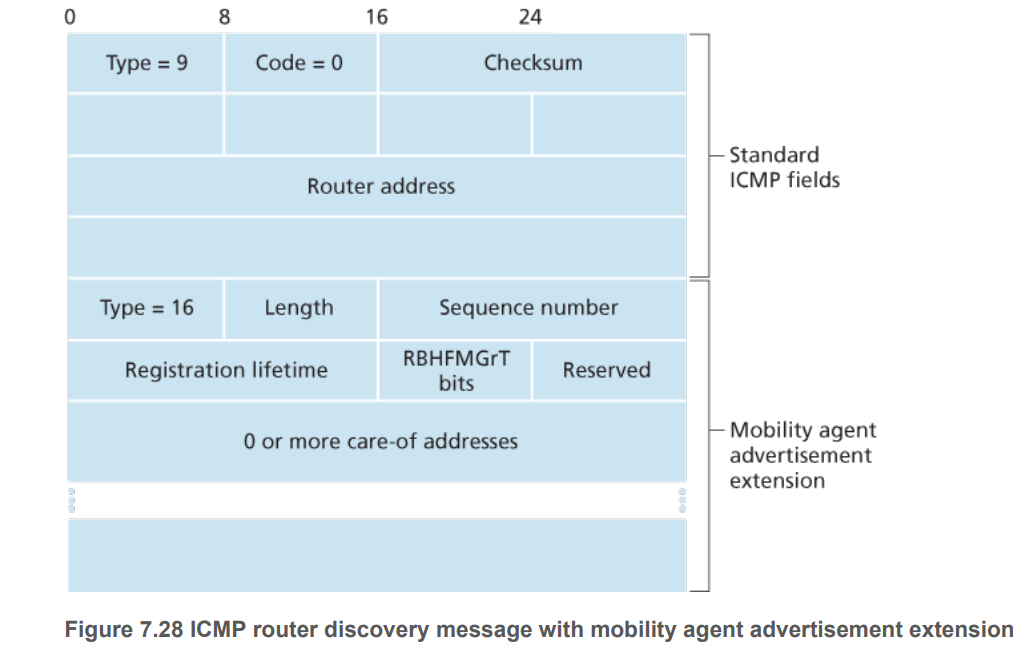 0 8 16 24
Type = 9 Code = 0 Checksum
Standard
ICMP fields
Router address
Type = 16 Length Sequence number
Registration lifetime RBHFMGrT
bits Reserved
0 or more care-of addresses
Mobility agent
advertisement
extension
Figure 7.28 ICMP router discovery message with mobility agent advertisement extension